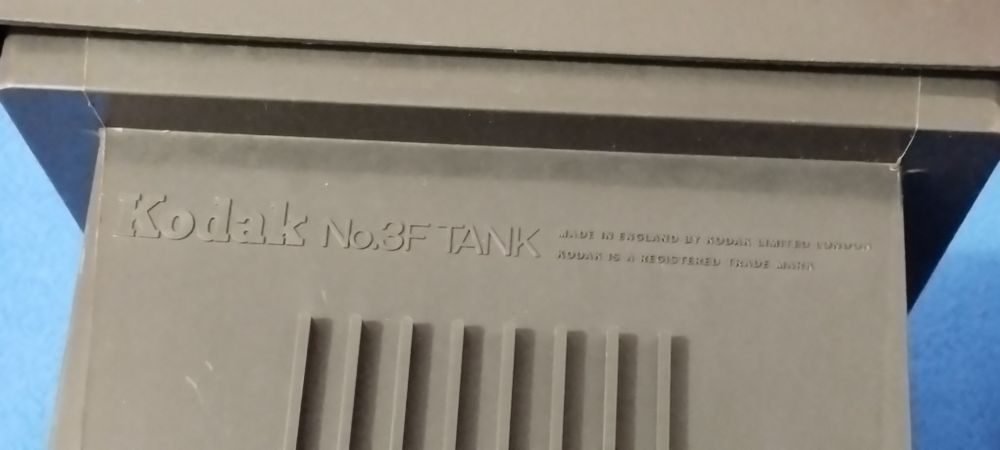 Kodak No.3F TANK
MADE IN ENGLAND BY KODAK LIMITED LONDON
KODAK IS A REGISTERED TRADE MARK